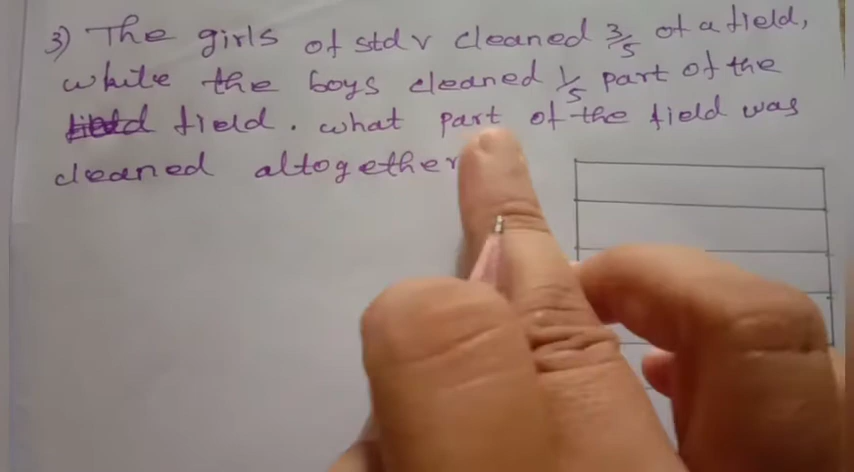 3) The girls of std v cleaned 3/5 of a field,
while the boys cleaned 1/5 part of the
field. what part of the field was
cleaned altogether